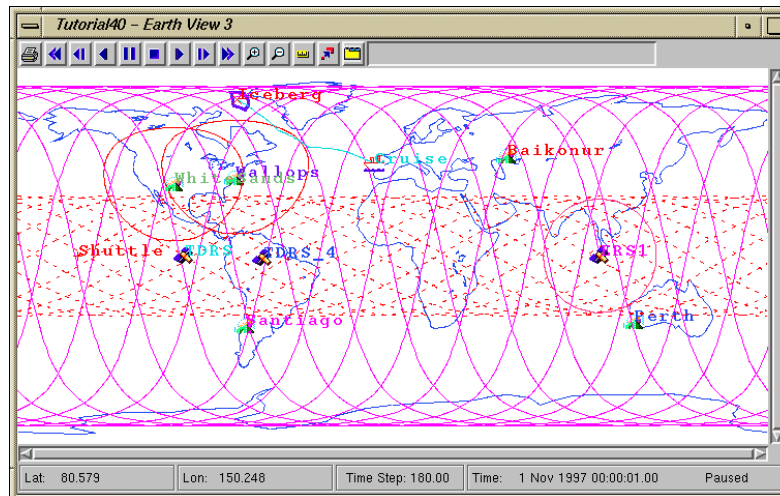 Tutorial40 – Earth View 3
Iceberg
Cruise
Baikonur
Wallops
WhiteSands
Shuttle
TDRS
TDRS_4
ERS1
Santiago
Perth
Lat: 80.579
Lon: 150.248
Time Step: 180.00
Time: 1 Nov 1997 00:00:01.00
Paused